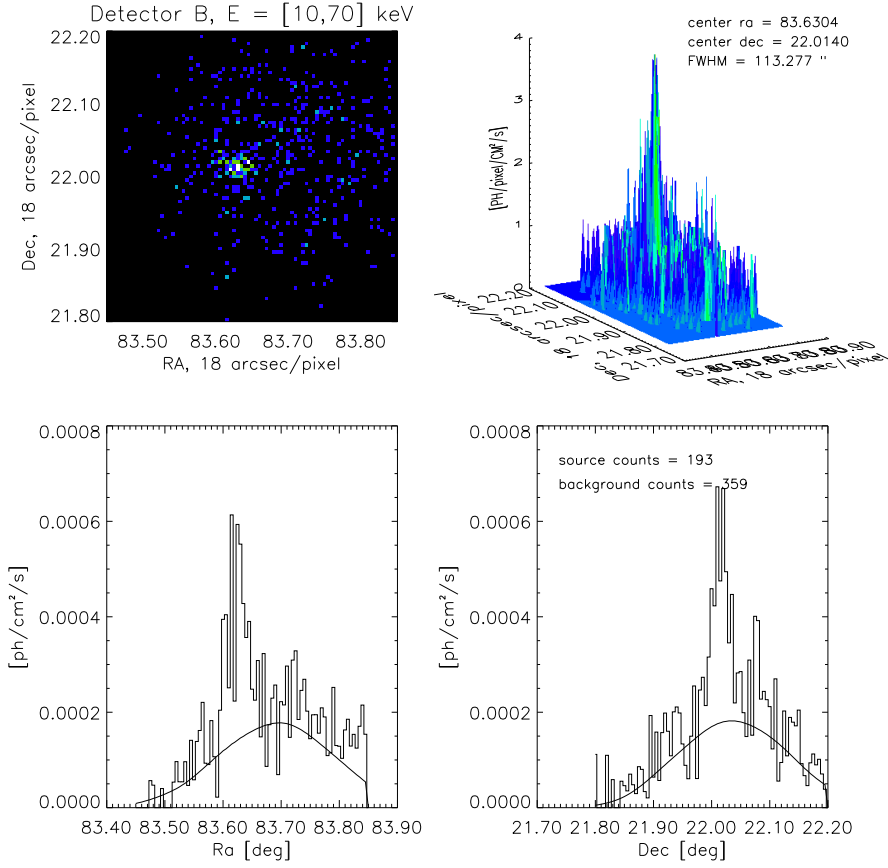 Detector B, E = [10,70] keV
22.20
22.10
22.00
21.90
21.80
Dec, 18 arcsec/pixel
83.50 83.60 83.70 83.80
RA, 18 arcsec/pixel
center ra = 83.6304
center dec = 22.0140
FWHM = 113.277 "
4
3
2
1
0
[PH/pixel/CM²/s]
22.20
22.10
22.00
21.90
21.80
21.70
.90
RA, 18 arcsec/pixel
0.0008
0.0006
0.0004
0.0002
0.0000
[ph/cm²/s]
83.40 83.50 83.60 83.70 83.80 83.90
Ra [deg]
source counts = 193
background counts = 359
0.0008
0.0006
0.0004
0.0002
0.0000
[ph/cm²/s]
21.70 21.80 21.90 22.00 22.10 22.20
Dec [deg]